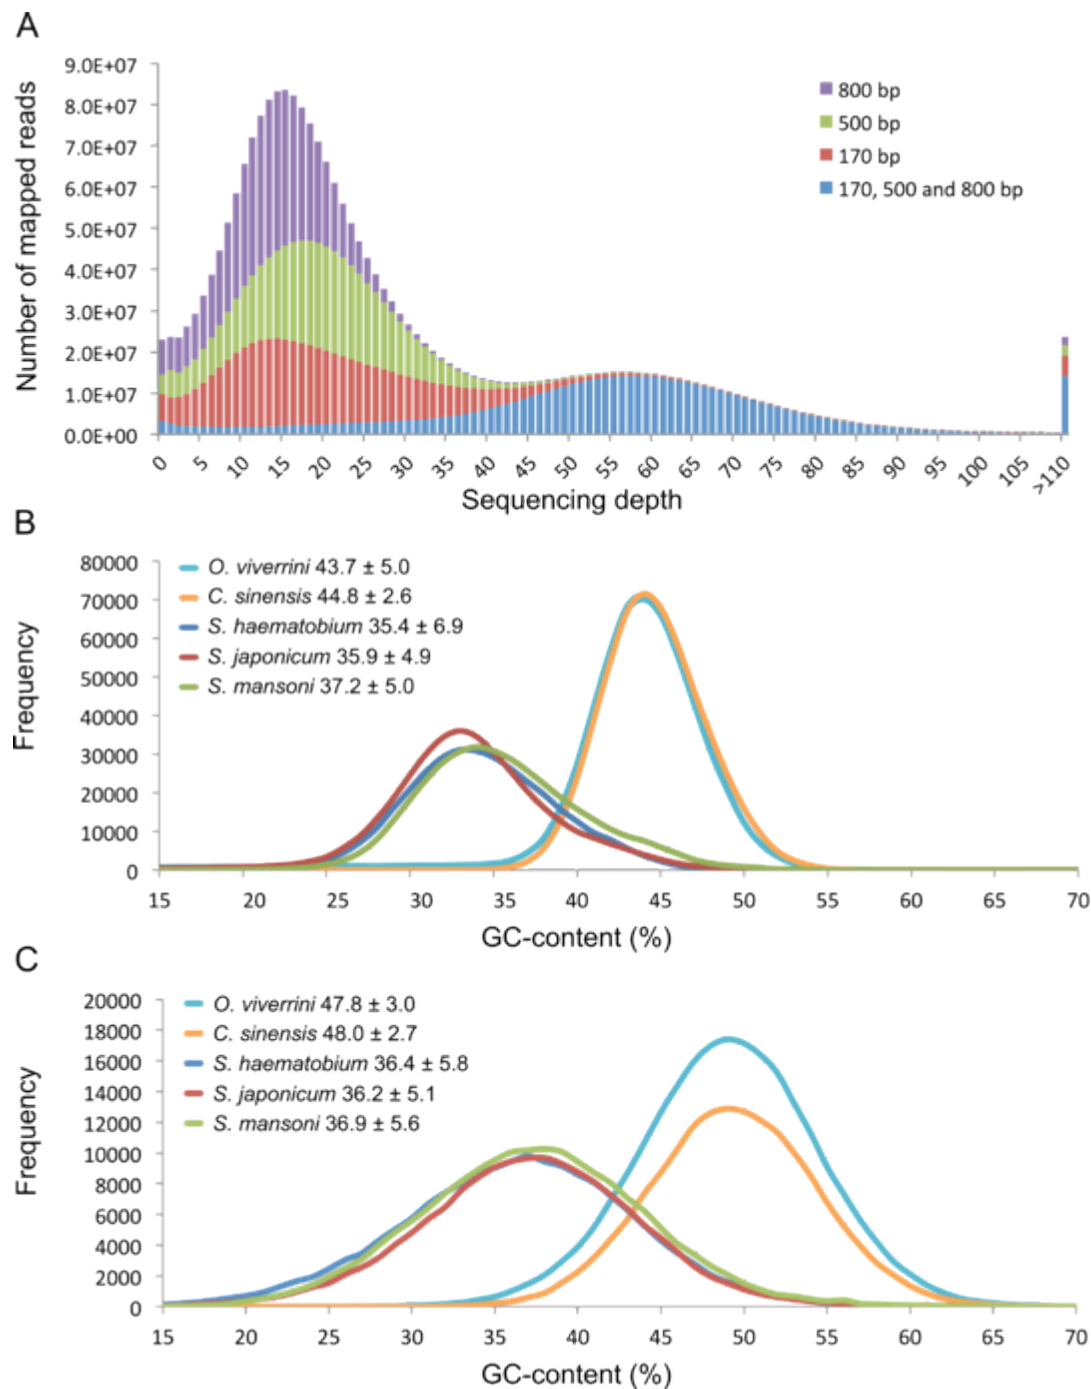 A
Number of mapped reads
9.0E+07
8.0E+07
7.0E+07
6.0E+07
5.0E+07
4.0E+07
3.0E+07
2.0E+07
1.0E+07
0.0E+00
800 bp
500 bp
170 bp
170, 500 and 800 bp
0 5 10 15 20 25 30 35 40 45 50 55 60 65 70 75 80 85 90 95 100 105 >110
Sequencing depth
B
Frequency
80000
70000
60000
50000
40000
30000
20000
10000
0
O. viverrini 43.7 ± 5.0
C. sinensis 44.8 ± 2.6
S. haematobium 35.4 ± 6.9
S. japonicum 35.9 ± 4.9
S. mansoni 37.2 ± 5.0
15 20 25 30 35 40 45 50 55 60 65 70
GC-content (%)
C
Frequency
20000
18000
16000
14000
12000
10000
8000
6000
4000
2000
0
O. viverrini 47.8 ± 3.0
C. sinensis 48.0 ± 2.7
S. haematobium 36.4 ± 5.8
S. japonicum 36.2 ± 5.1
S. mansoni 36.9 ± 5.6
15 20 25 30 35 40 45 50 55 60 65 70
GC-content (%)